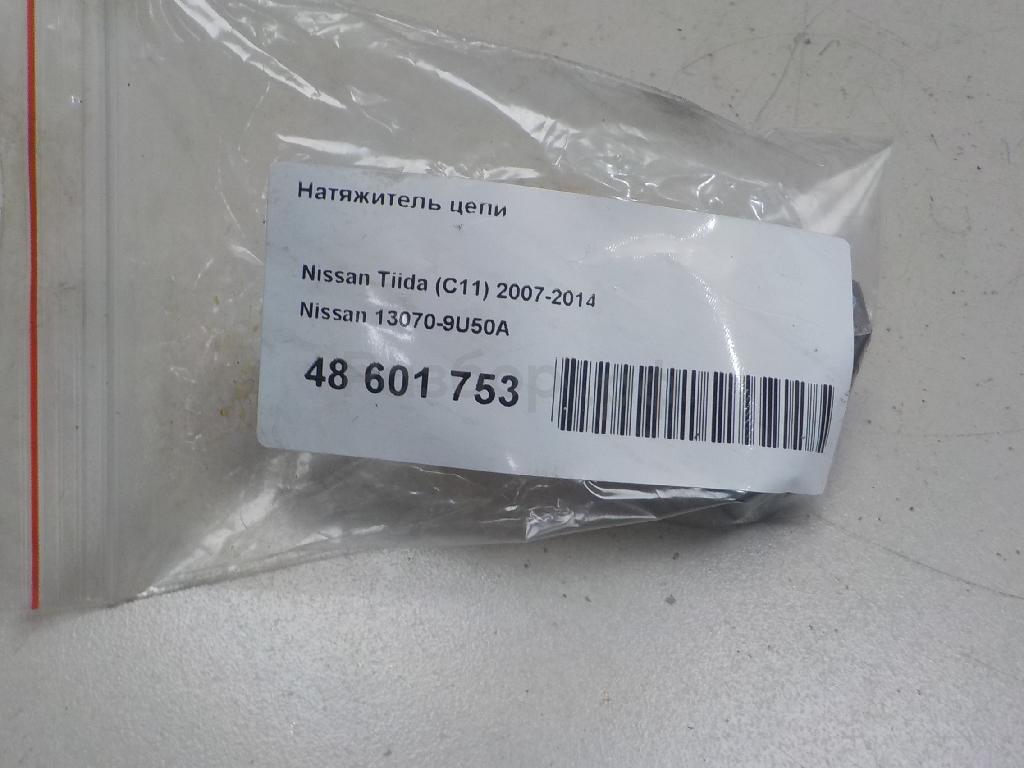 Натяжитель цепи
Nissan Tiida (C11) 2007-2014
Nissan 13070-9U50A
48 601 753